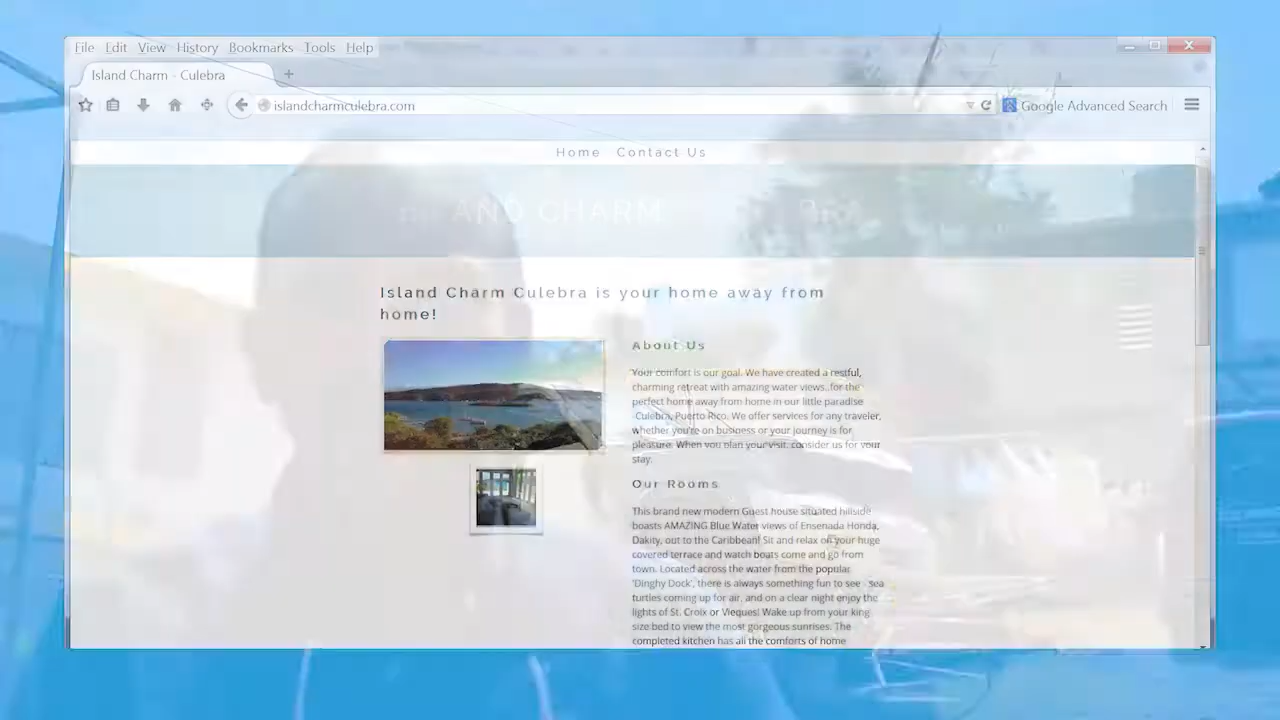 File Edit View History Bookmarks Tools Help
Island Charm - Culebra
islandcharmculebra.com
Google Advanced Search
Home Contact Us
AND CHARM
Island Charm Culebra is your home away from
home!
About Us
Your comfort is our goal. We have created a restful,
charming retreat with amazing water views..for the
perfect home away from home in our little paradise
-Culebra, Puerto Rico. We offer services for any traveler,
whether you're on business or your journey is for
pleasure. When you plan your visit, consider us for your
stay.
Our Rooms
This brand new modern Guest house situated hillside
boasts AMAZING Blue Water views of Ensenada Honda,
Dakity, out to the Caribbean! Sit and relax on your huge
covered terrace and watch boats come and go from
town. Located across the water from the popular
'Dinghy Dock', there is always something fun to see - sea
turtles coming up for air, and on a clear night enjoy the
lights of St. Croix or Vieques! Wake up from your king
size bed to view the most gorgeous sunrises. The
completed kitchen has all the comforts of home